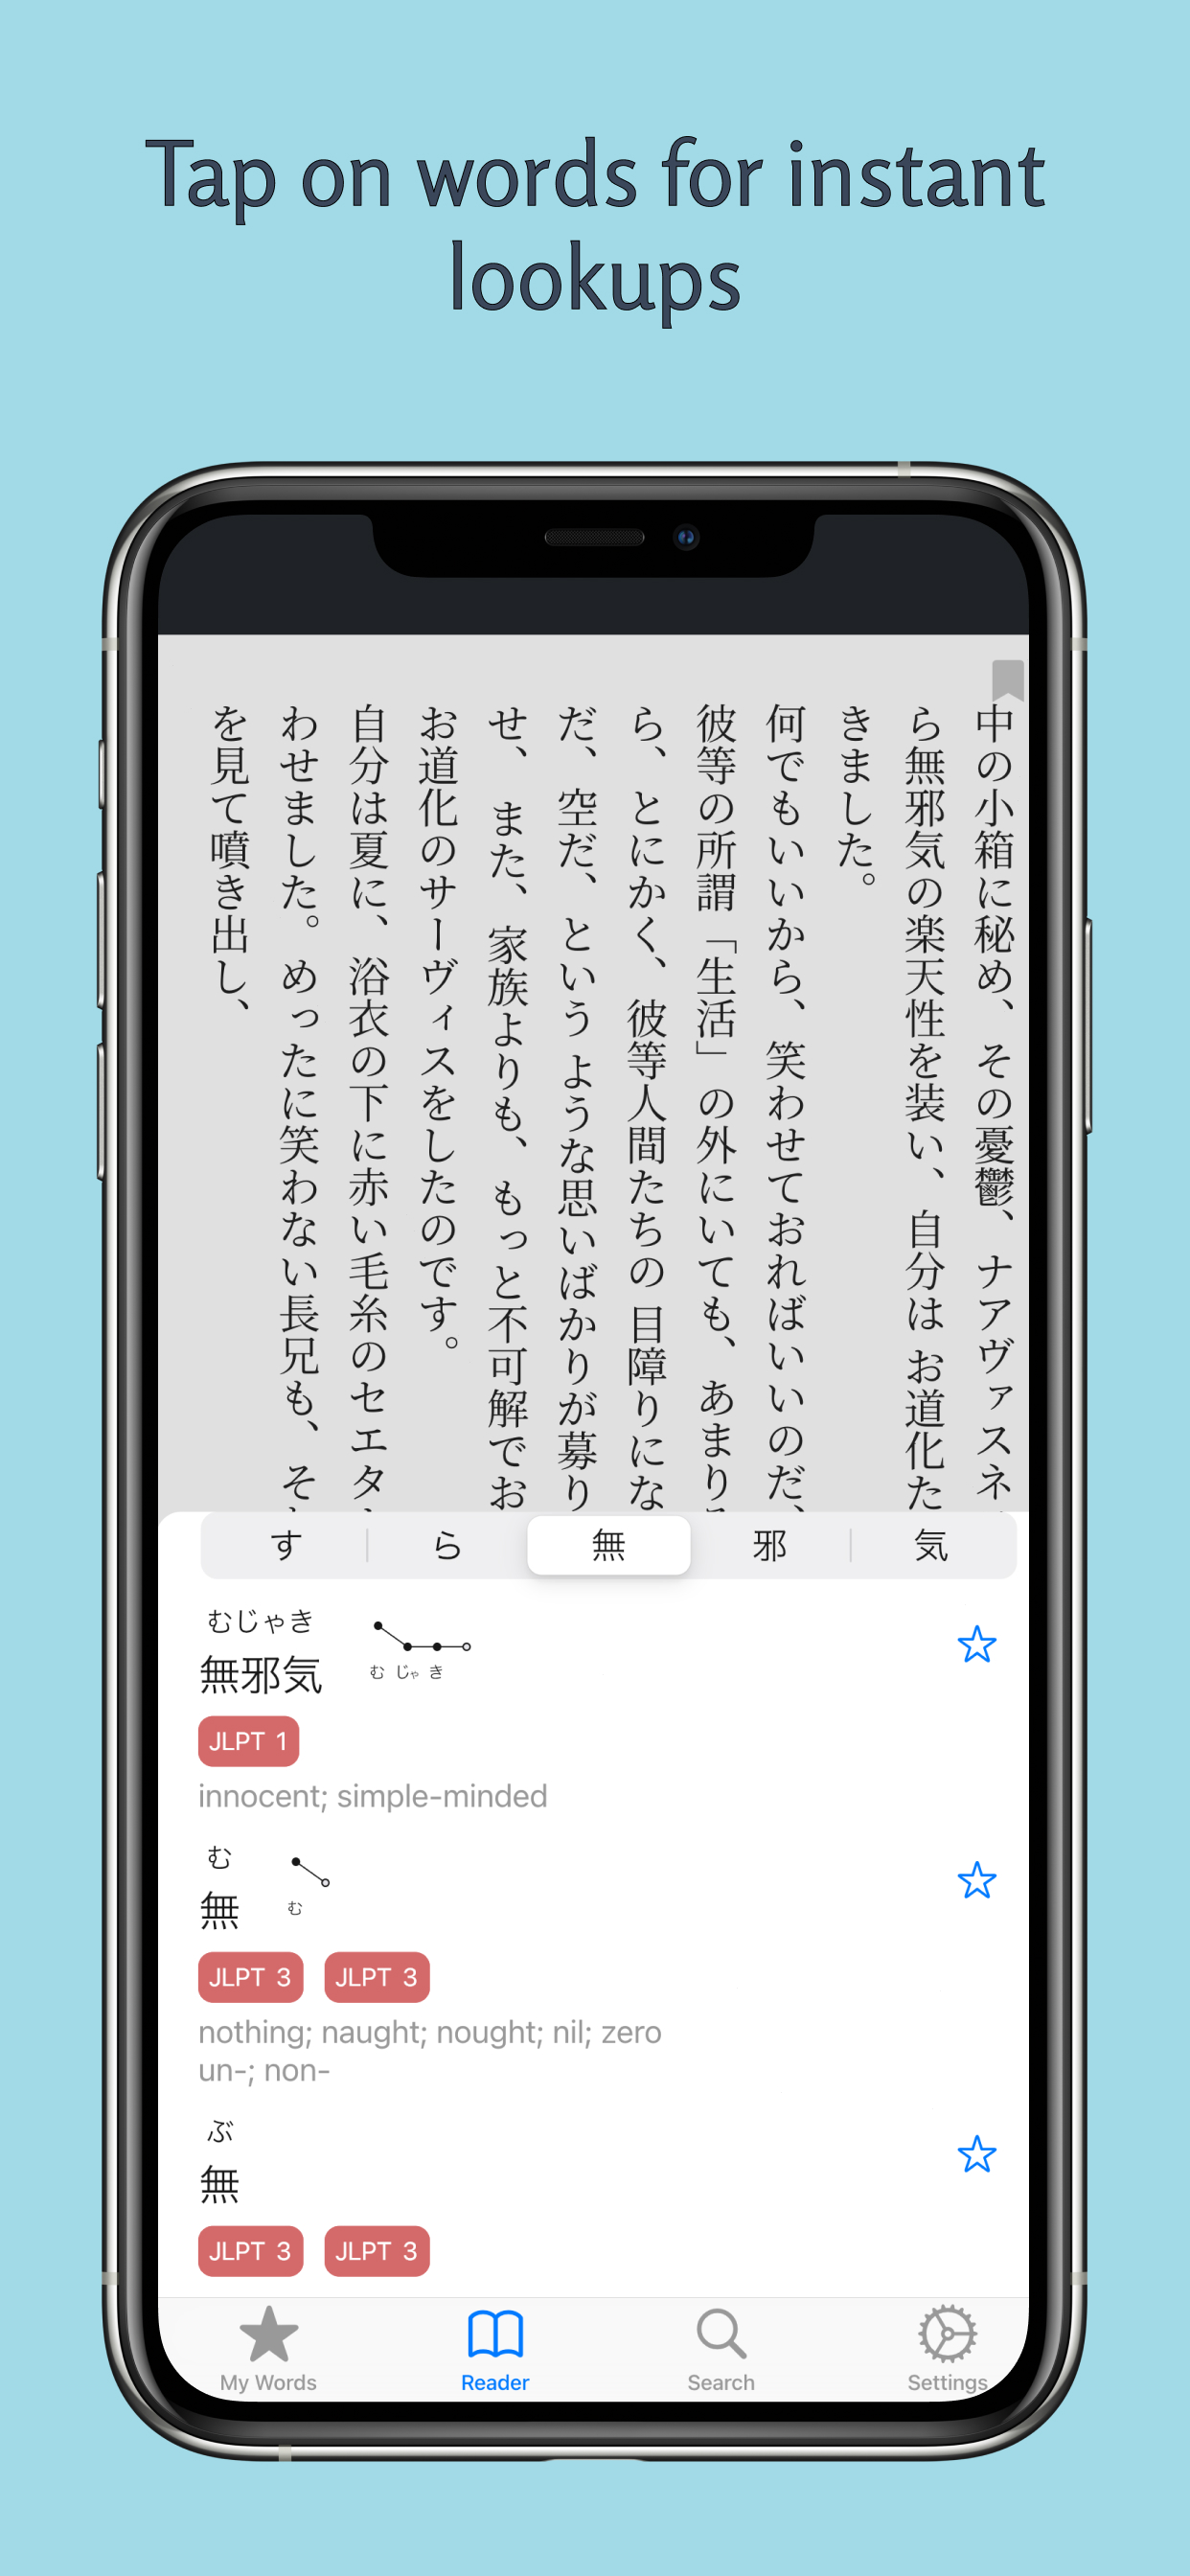 Tap on words for instant
lookups
中の小箱に秘め、その憂鬱、ナアヴァスネ
ら無邪気の楽天性を装い、自分は お道化た
きました。
何でもいいから、笑わせておればいいのだ、
彼等の所謂「生活」の外にいても、あまり
ら、とにかく、彼等人間たちの 目障りにな
だ、空だ、という ような思いばかりが募り
せ、また、家族よりも、もっと不可解でお
お道化のサーヴィスをしたのです。
自分は夏に、浴衣の下に赤い毛糸のセエタ
わせました。めったに笑わない長兄も、そ
を見て噴き出し、
す ら 無 邪 気
むじゃき
無邪気
む じゃ き
JLPT 1
innocent; simple-minded
む
無
む
JLPT 3 JLPT 3
nothing; naught; nought; nil; zero
un-; non-
ぶ
無
JLPT 3 JLPT 3
My Words Reader Search Settings